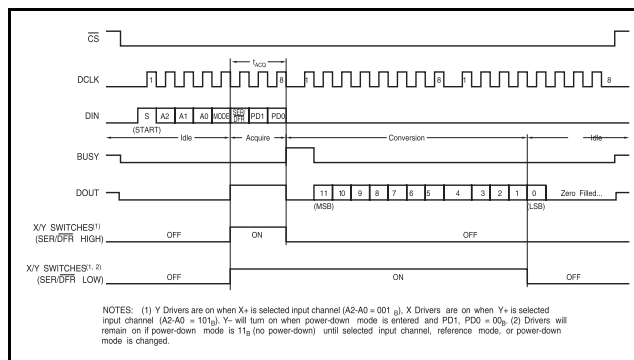 CS
tACQ
DCLK
1 8 1 8 1 8
DIN
S A2 A1 A0 MODE SER/DFR PD1 PD0
(START)
Idle Acquire Conversion Idle
BUSY
DOUT
11 10 9 8 7 6 5 4 3 2 1 0 Zero Filled...
(MSB) (LSB)
X/Y SWITCHES(1)
(SER/DFR HIGH)
OFF ON OFF
X/Y SWITCHES(1, 2)
(SER/DFR LOW)
OFF ON OFF
NOTES: (1) Y Drivers are on when X+ is selected input channel (A2-A0 = 001 B), X Drivers are on when Y+ is selected
input channel (A2-A0 = 101B). Y– will turn on when power-down mode is entered and PD1, PD0 = 00B. (2) Drivers will
remain on if power-down mode is 11B (no power-down) until selected input channel, reference mode, or power-down
mode is changed.